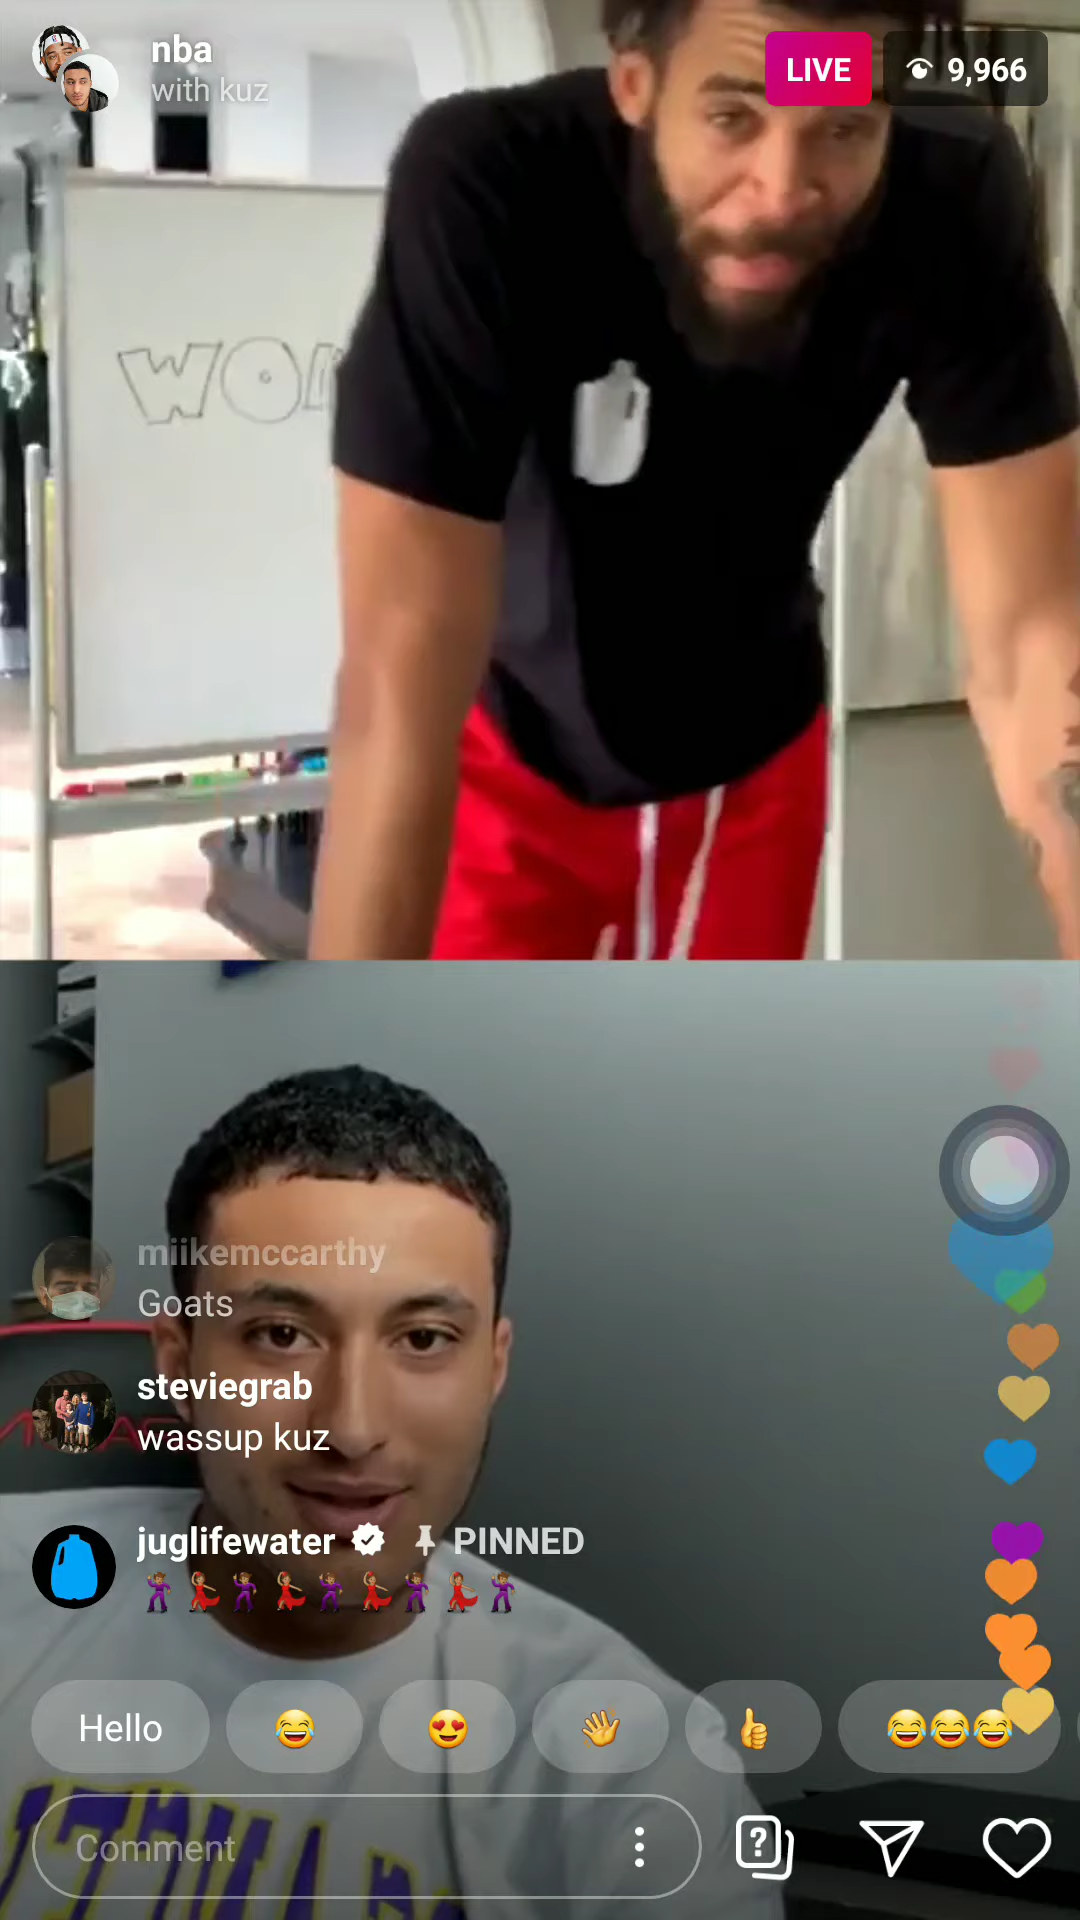 nba
with kuz
LIVE
9,966
WO
miikemccarthy
Goats
steviegrab
wassup kuz
juglifewater PINNED
Hello
Comment